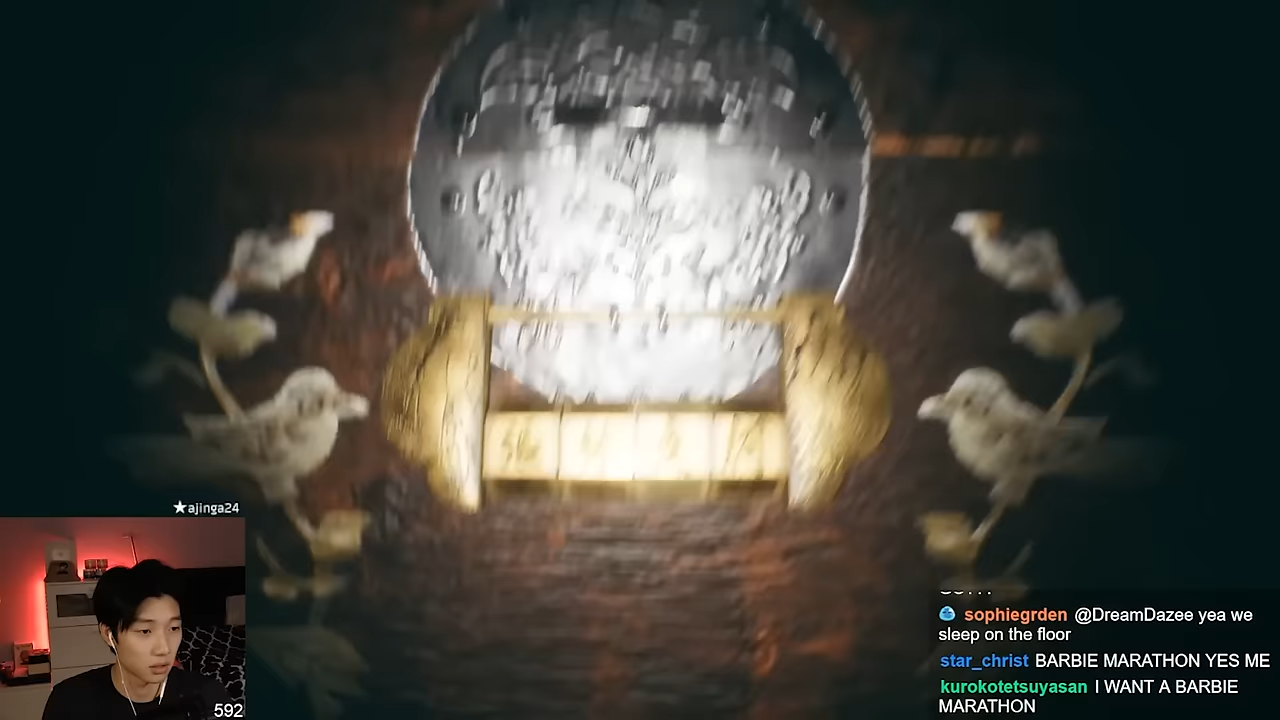 ★ajinga24
592
sophiegrden @DreamDazee yea we
sleep on the floor
star_christ BARBIE MARATHON YES ME
kurokotetsuyasan I WANT A BARBIE
MARATHON